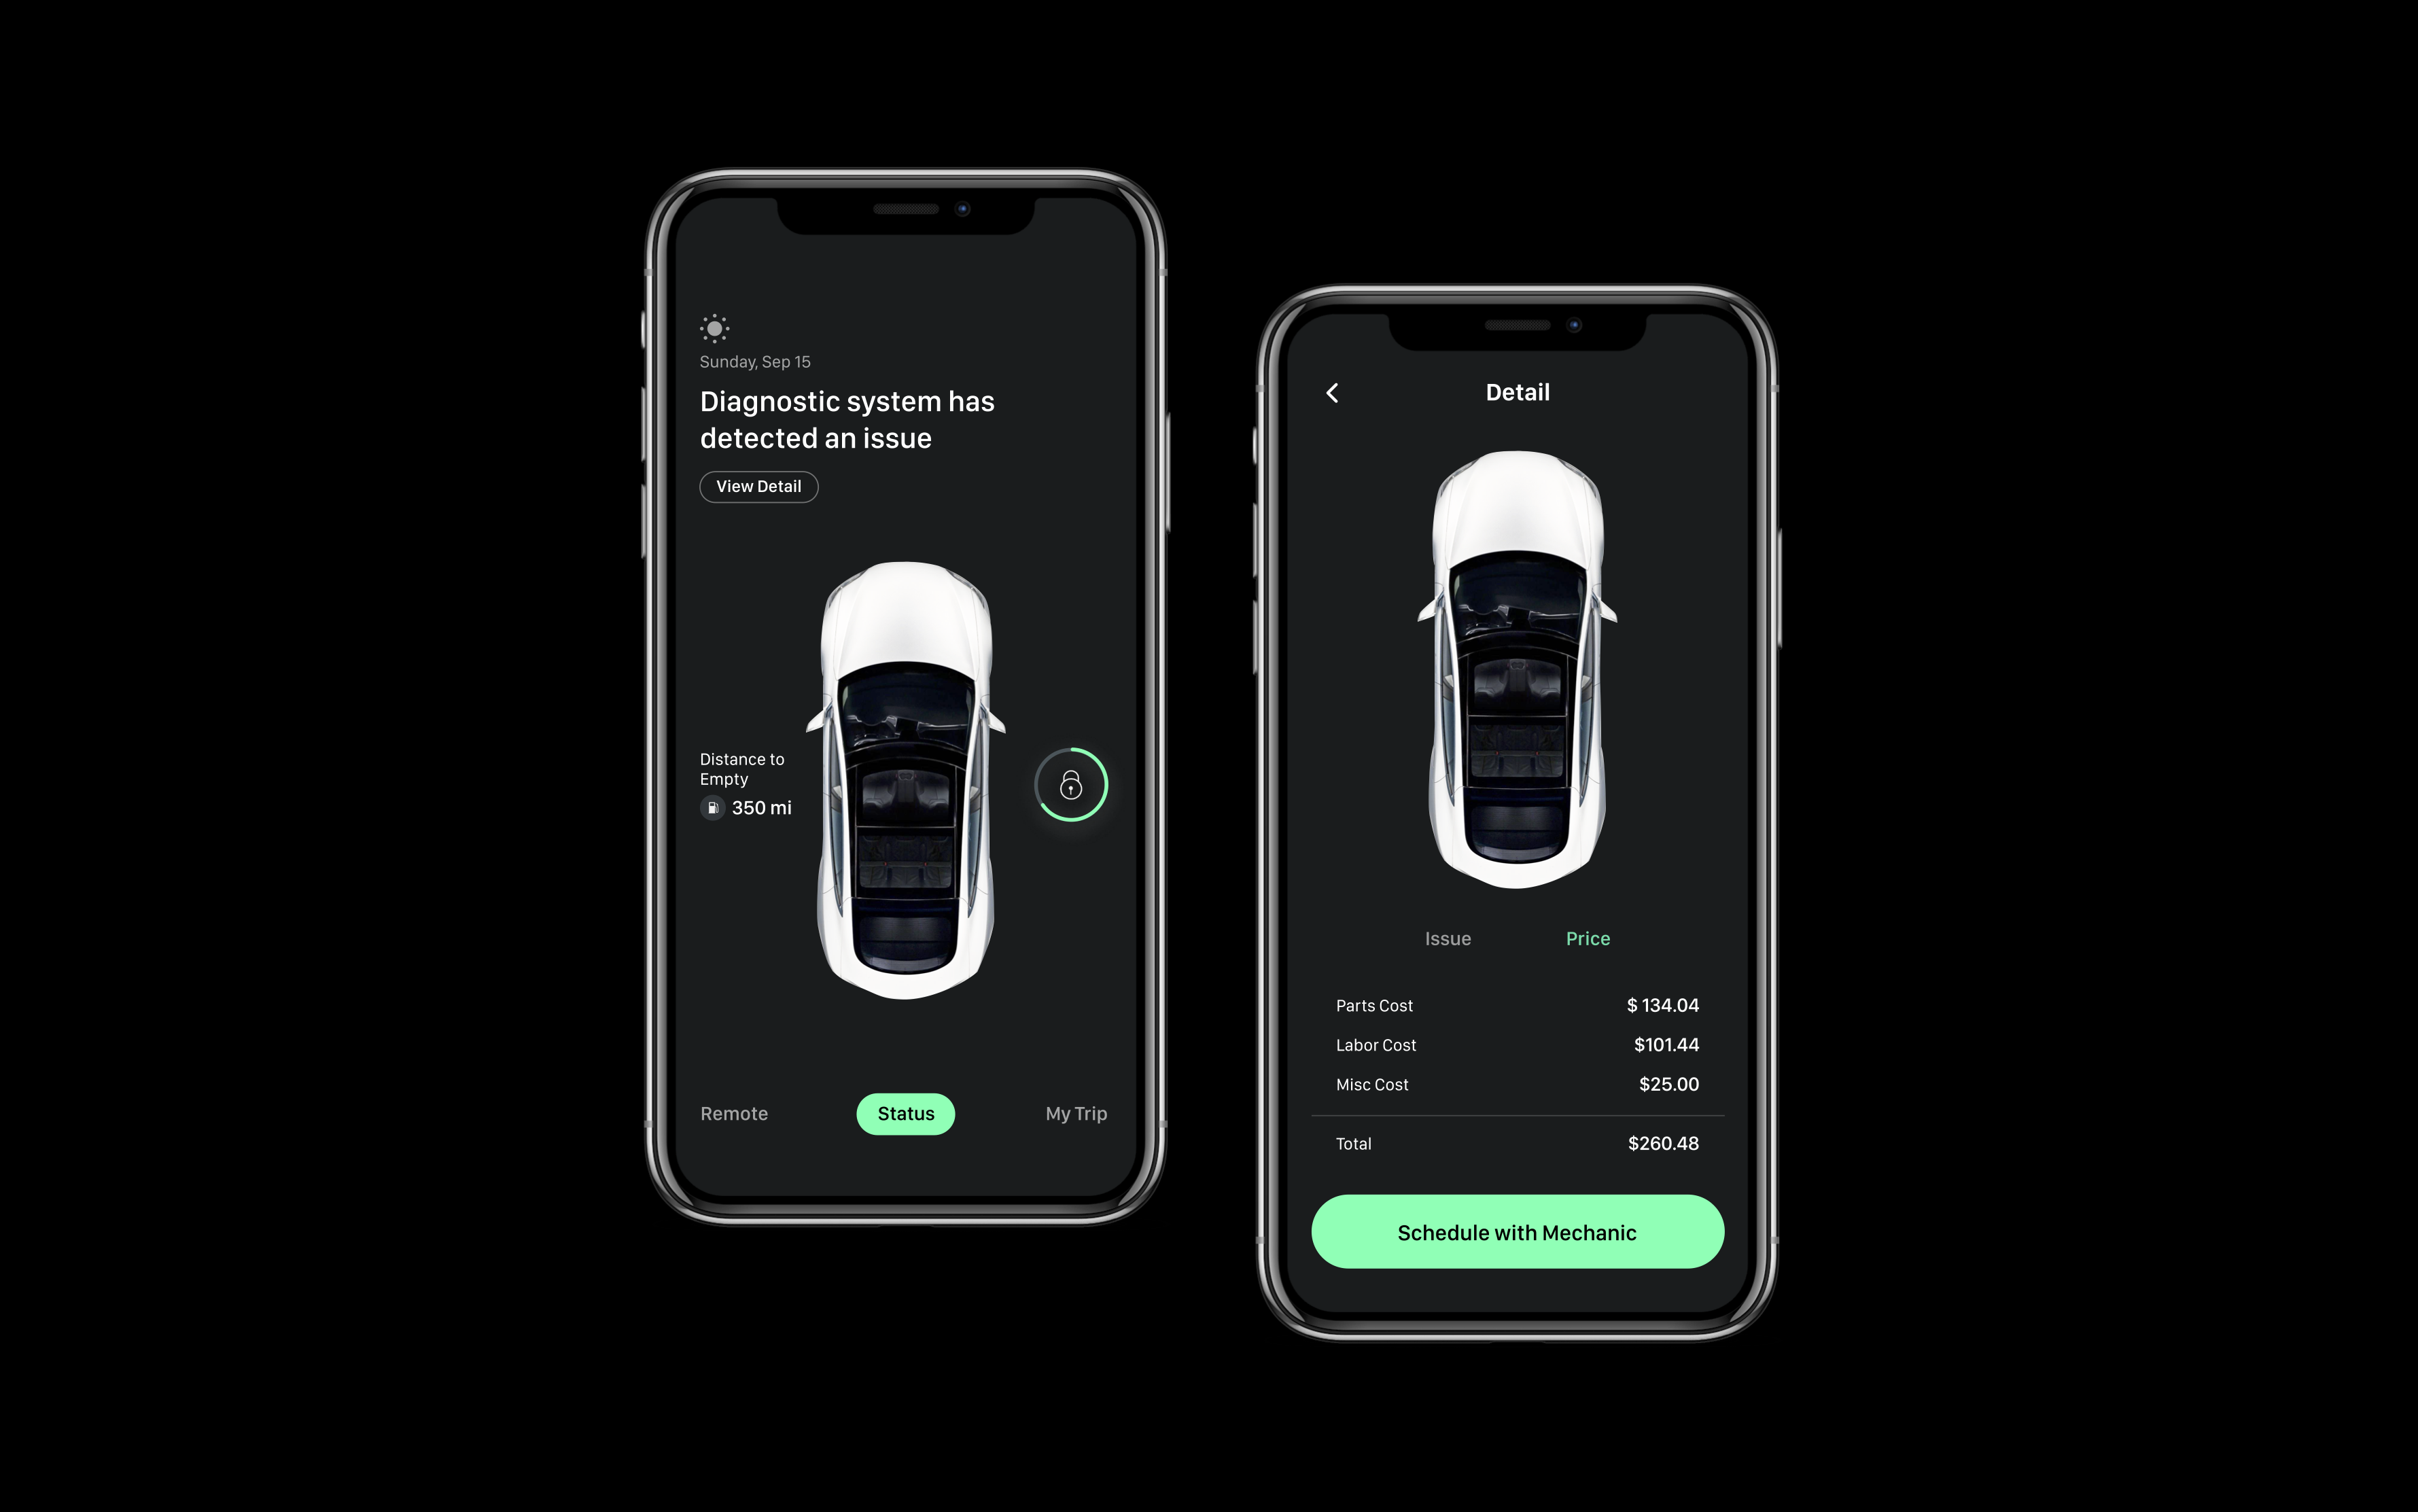 Sunday, Sep 15
Diagnostic system has
detected an issue
View Detail
Distance to
Empty
350 mi
Remote
Status
My Trip
Detail
Issue
Price
Parts Cost
$ 134.04
Labor Cost
$101.44
Misc Cost
$25.00
Total
$260.48
Schedule with Mechanic